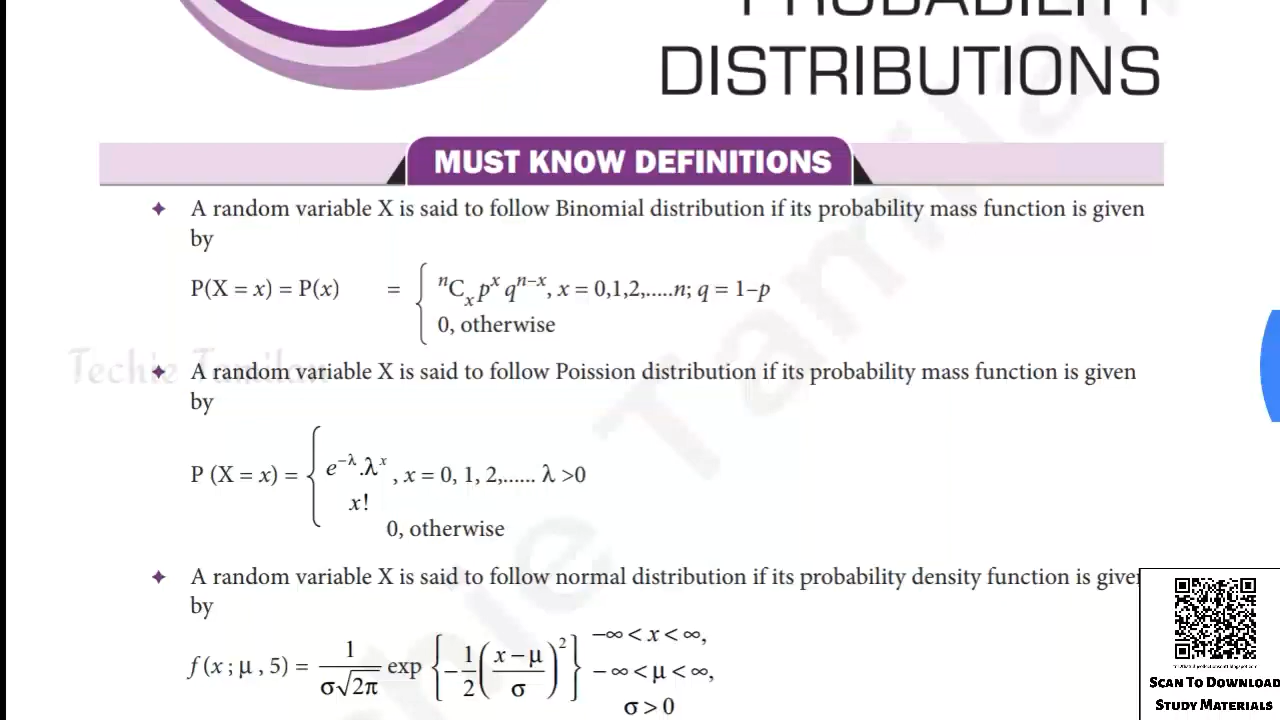 PROBABILITY
DISTRIBUTIONS
MUST KNOW DEFINITIONS
✦ A random variable X is said to follow Binomial distribution if its probability mass function is given
by
P(X = x) = P(x) = { ⁿCₓ pˣ qⁿ⁻ˣ, x = 0,1,2,.....n; q = 1–p
0, otherwise
Techie Tamilan
✦ A random variable X is said to follow Poission distribution if its probability mass function is given
by
P (X = x) = { e^{–λ}.λ^x , x = 0, 1, 2,...... λ >0
x!
0, otherwise
✦ A random variable X is said to follow normal distribution if its probability density function is given
by
f (x ; μ , 5) = 1/(σ√2π) exp { –1/2 ((x – μ)/σ)² } –∞ < x < ∞,
–∞ < μ < ∞,
σ > 0
SCAN TO DOWNLOAD
STUDY MATERIALS